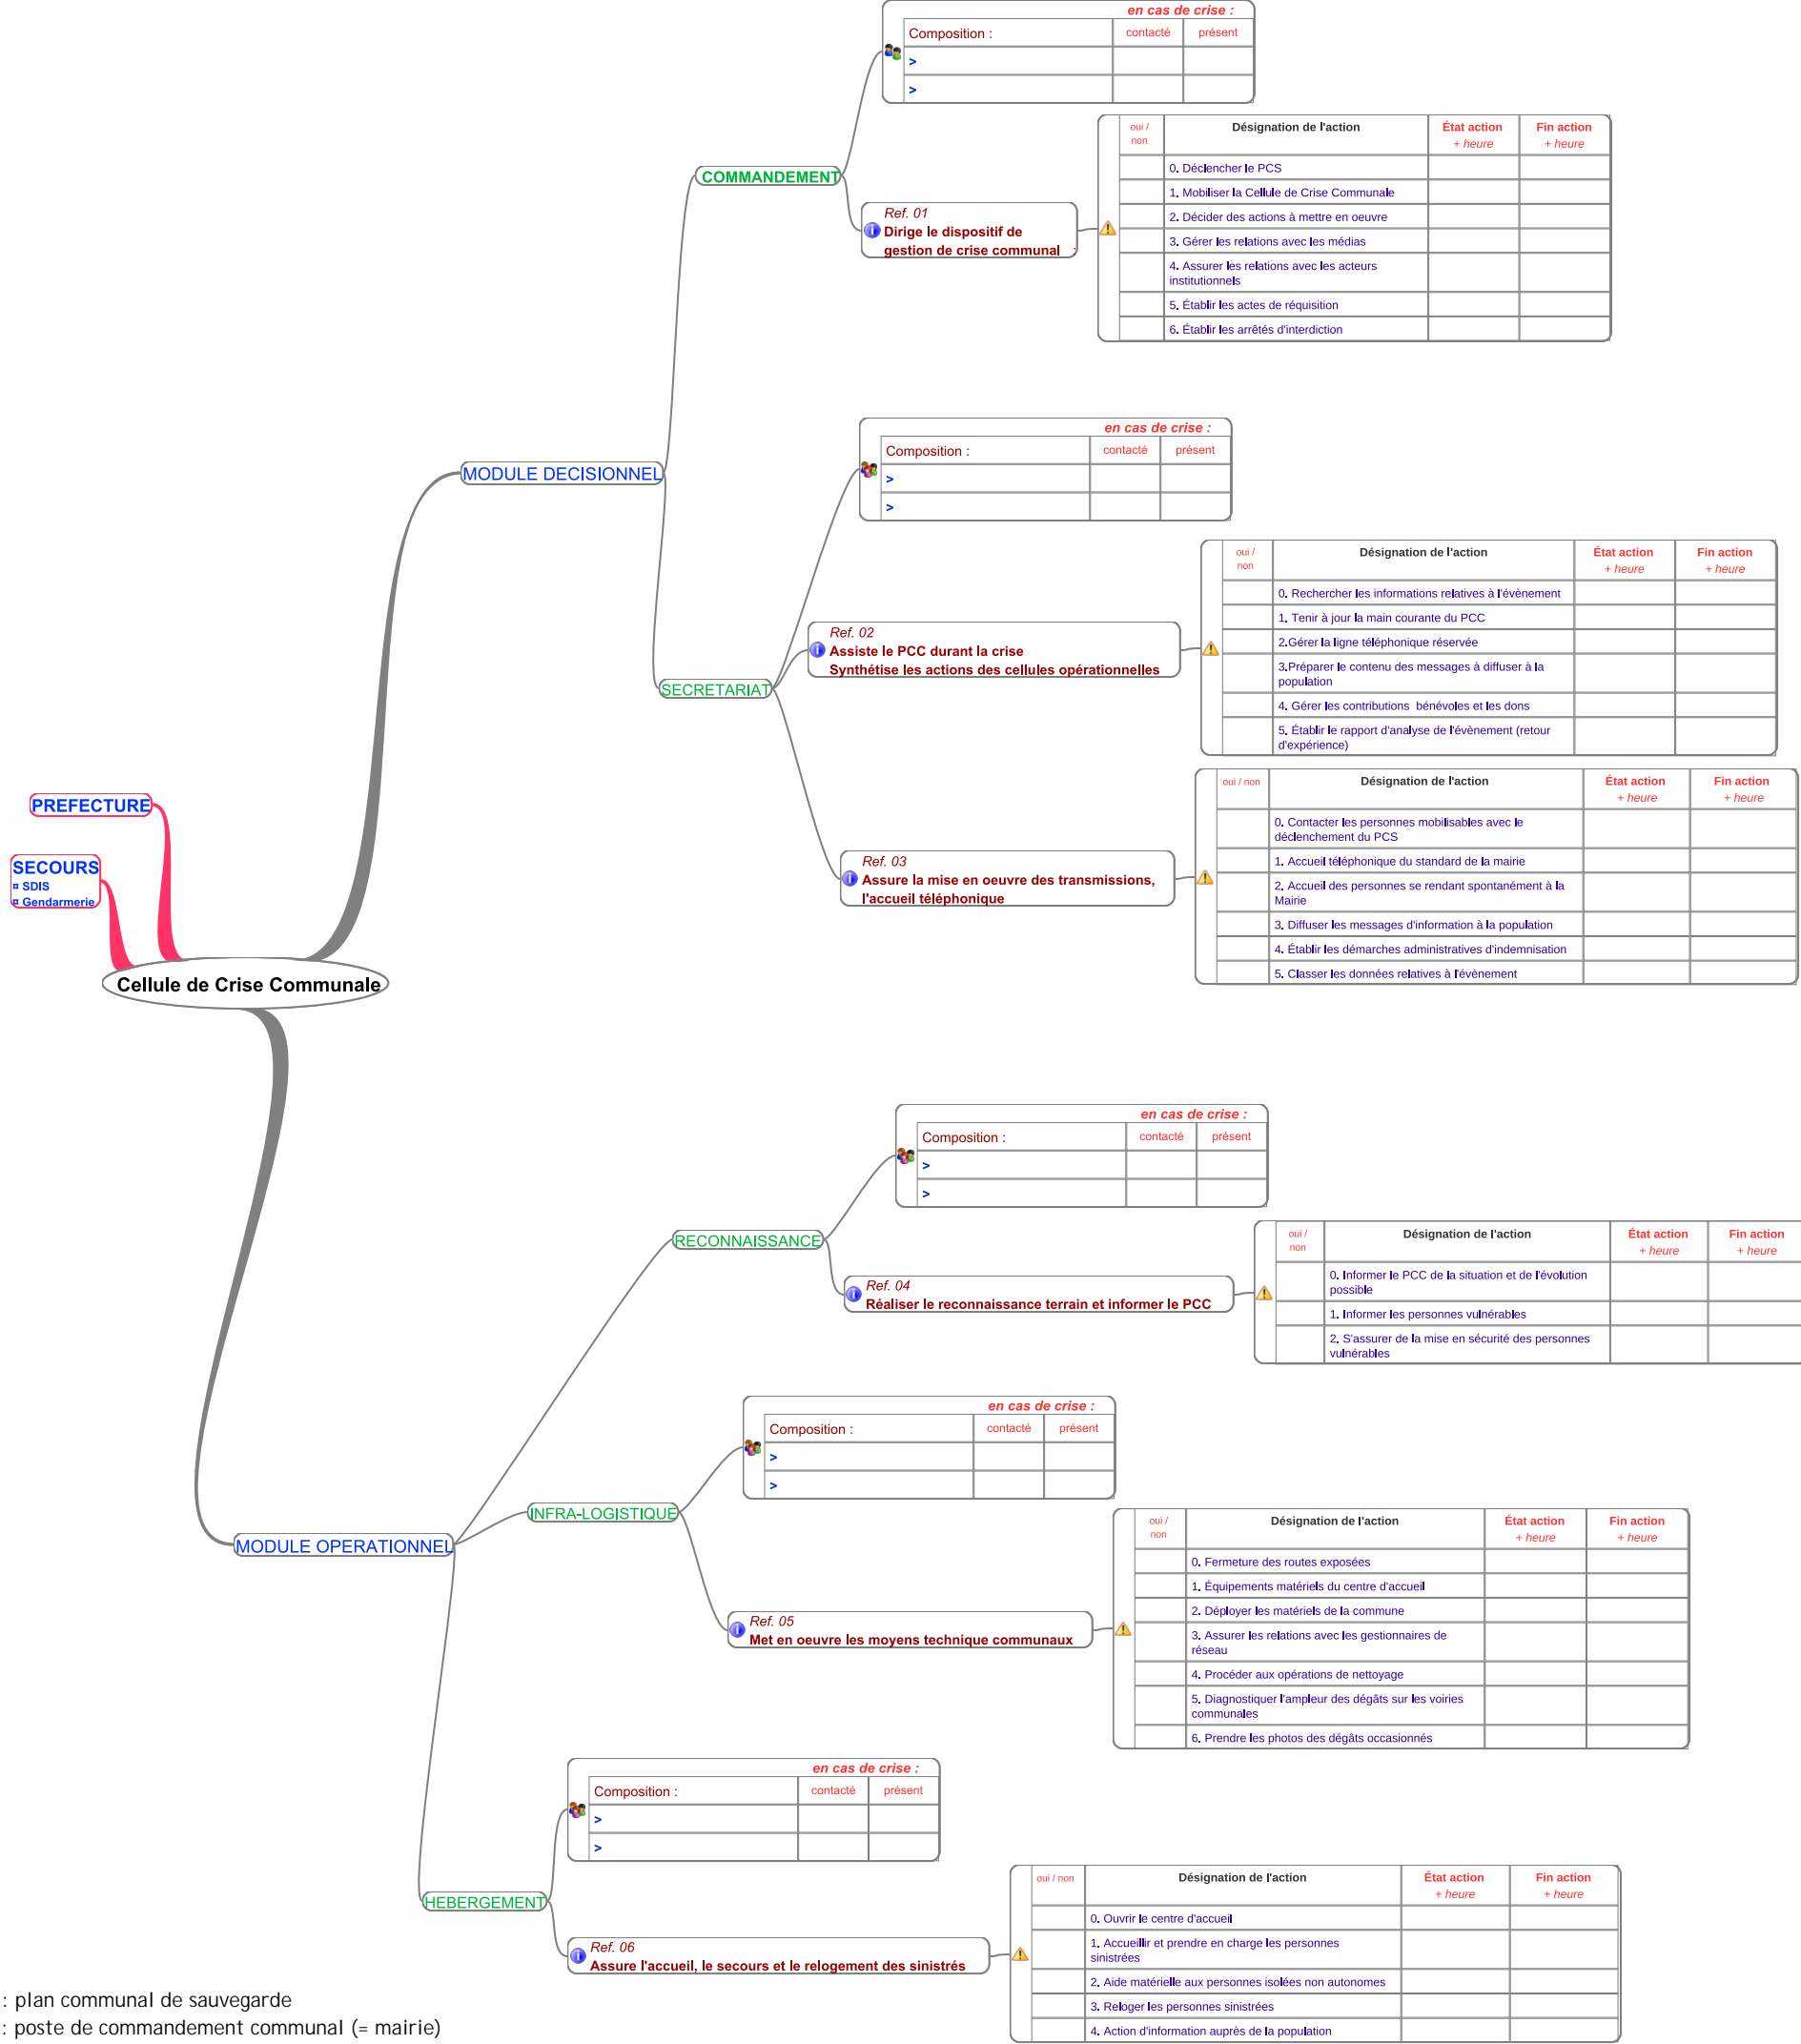 en cas de crise :
Composition : contacté présent
>
>
oui / Désignation de l'action État action Fin action
non + heure + heure
0. Déclencher le PCS
1. Mobiliser la Cellule de Crise Communale
2. Décider des actions à mettre en oeuvre
3. Gérer les relations avec les médias
4. Assurer les relations avec les acteurs
institutionnels
5. Établir les actes de réquisition
6. Établir les arrêtés d'interdiction
COMMANDEMENT
Ref. 01
Dirige le dispositif de
gestion de crise communal :
MODULE DECISIONNEL
en cas de crise :
Composition : contacté présent
>
>
oui / Désignation de l'action État action Fin action
non + heure + heure
0. Rechercher les informations relatives à l'évènement
1. Tenir à jour la main courante du PCC
2.Gérer la ligne téléphonique réservée
3.Préparer le contenu des messages à diffuser à la
population
4. Gérer les contributions bénévoles et les dons
5. Établir le rapport d'analyse de l'évènement (retour
d'expérience)
Ref. 02
Assiste le PCC durant la crise
Synthétise les actions des cellules opérationnelles
SECRETARIAT
oui / non Désignation de l'action État action Fin action
+ heure + heure
0. Contacter les personnes mobilisables avec le
déclenchement du PCS
1. Accueil téléphonique du standard de la mairie
2. Accueil des personnes se rendant spontanément à la
Mairie
3. Diffuser les messages d'information à la population
4. Établir les démarches administratives d'indemnisation
5. Classer les données relatives à l'évènement
Ref. 03
Assure la mise en oeuvre des transmissions,
l'accueil téléphonique
PREFECTURE
SECOURS
¤ SDIS
¤ Gendarmerie
Cellule de Crise Communale
en cas de crise :
Composition : contacté présent
>
>
RECONNAISSANCE
oui / Désignation de l'action État action Fin action
non + heure + heure
0. Informer le PCC de la situation et de l'évolution
possible
1. Informer les personnes vulnérables
2. S'assurer de la mise en sécurité des personnes
vulnérables
Ref. 04
Réaliser le reconnaissance terrain et informer le PCC
en cas de crise :
Composition : contacté présent
>
>
INFRA-LOGISTIQUE
MODULE OPERATIONNEL
oui / Désignation de l'action État action Fin action
non + heure + heure
0. Fermeture des routes exposées
1. Équipements matériels du centre d'accueil
2. Déployer les matériels de la commune
3. Assurer les relations avec les gestionnaires de
réseau
4. Procéder aux opérations de nettoyage
5. Diagnostiquer l'ampleur des dégâts sur les voiries
communales
6. Prendre les photos des dégâts occasionnés
Ref. 05
Met en oeuvre les moyens technique communaux
en cas de crise :
Composition : contacté présent
>
>
HEBERGEMENT
oui / non Désignation de l'action État action Fin action
+ heure + heure
0. Ouvrir le centre d'accueil
1. Accueillir et prendre en charge les personnes
sinistrées
2. Aide matérielle aux personnes isolées non autonomes
3. Reloger les personnes sinistrées
4. Action d'information auprès de la population
Ref. 06
Assure l'accueil, le secours et le relogement des sinistrés
: plan communal de sauvegarde
: poste de commandement communal (= mairie)